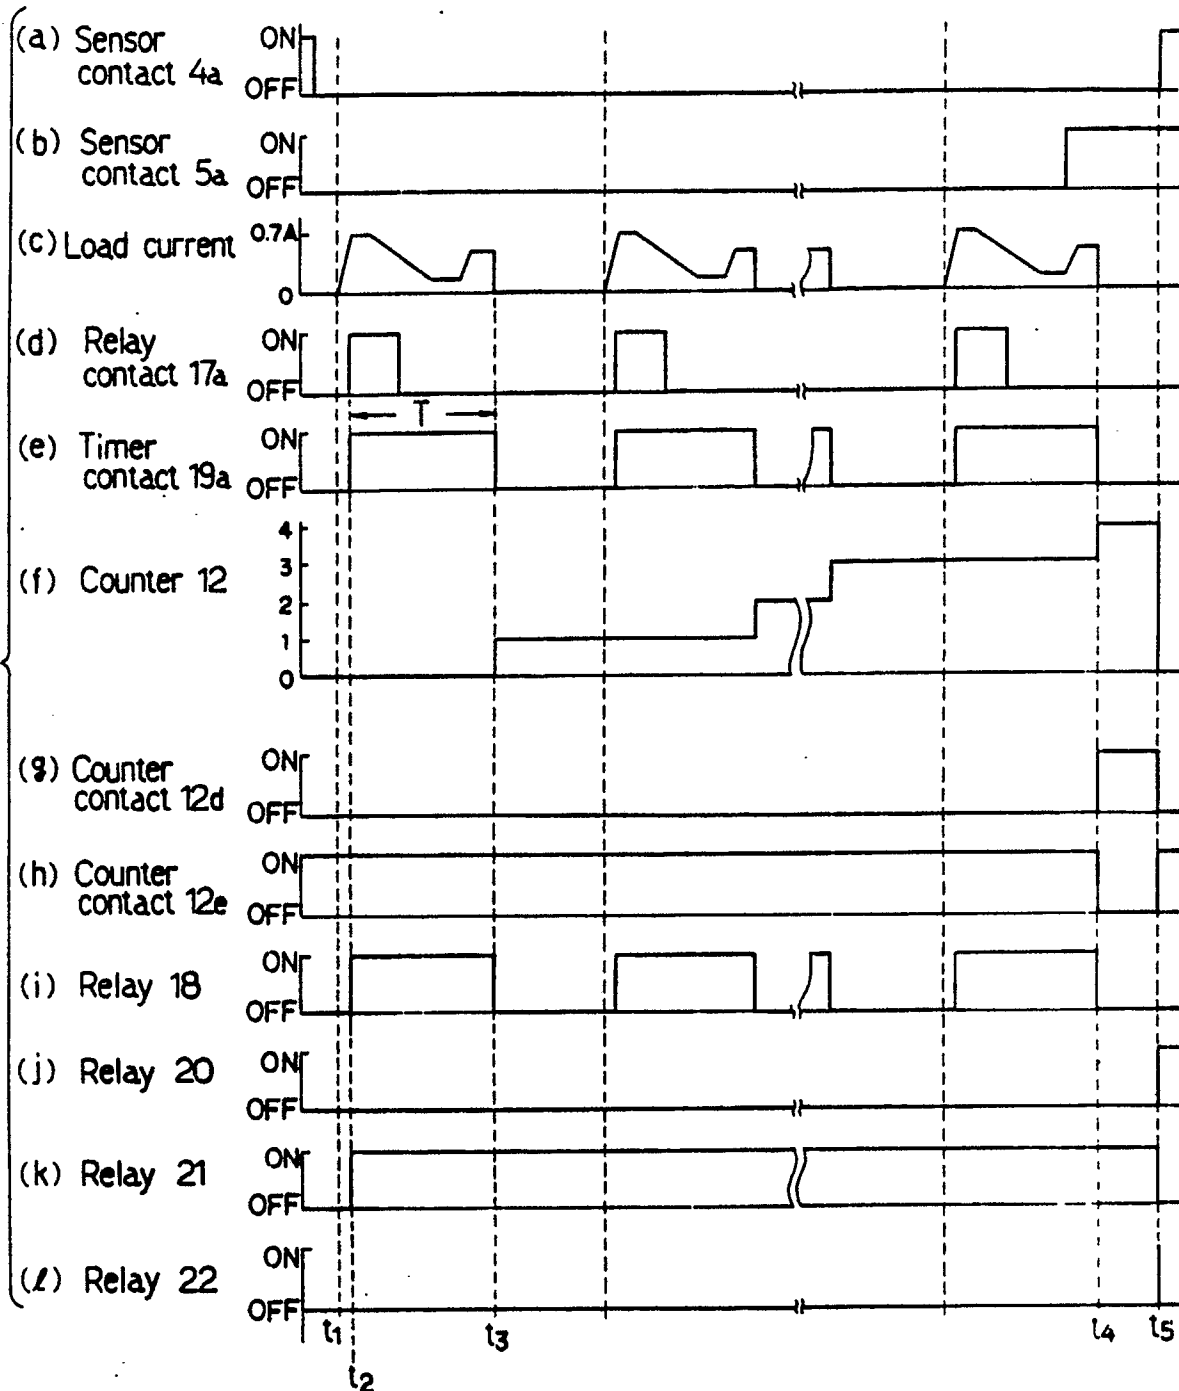 (a) Sensor
contact 4a
ON
OFF
(b) Sensor
contact 5a
ON
OFF
(c) Load current
0.7A
0
(d) Relay
contact 17a
ON
OFF
T
(e) Timer
contact 19a
ON
OFF
(f) Counter 12
4
3
2
1
0
(g) Counter
contact 12d
ON
OFF
(h) Counter
contact 12e
ON
OFF
(i) Relay 18
ON
OFF
(j) Relay 20
ON
OFF
(k) Relay 21
ON
OFF
(l) Relay 22
ON
OFF
t1
t2
t3
t4
t5